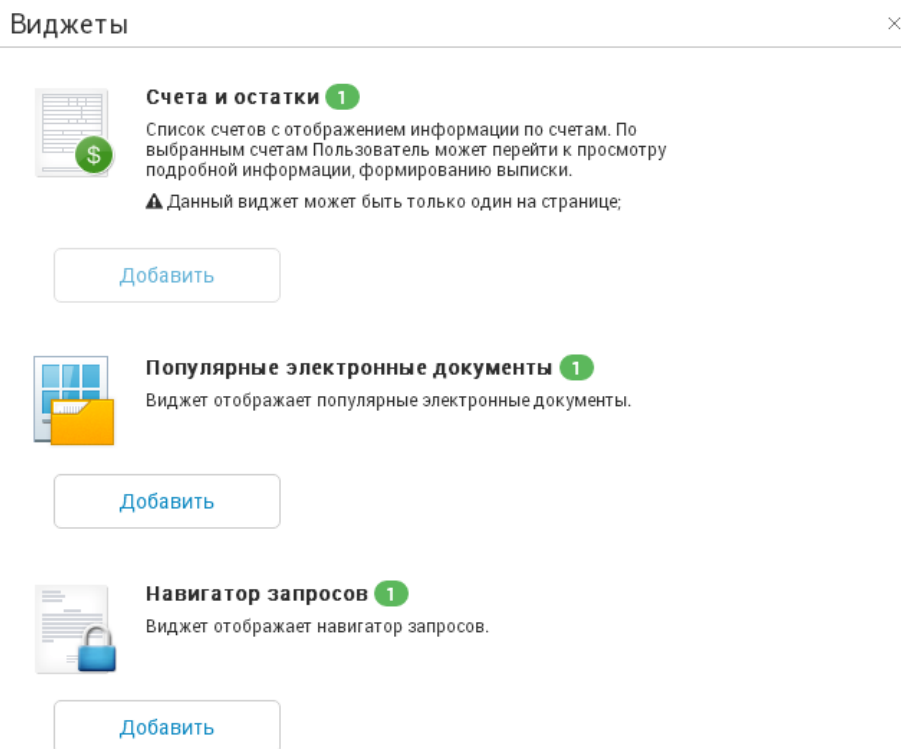 Виджеты
Счета и остатки 1
Список счетов с отображением информации по счетам. По
выбранным счетам Пользователь может перейти к просмотру
подробной информации, формированию выписки.
Данный виджет может быть только один на странице;
Добавить
Популярные электронные документы 1
Виджет отображает популярные электронные документы.
Добавить
Навигатор запросов 1
Виджет отображает навигатор запросов.
Добавить